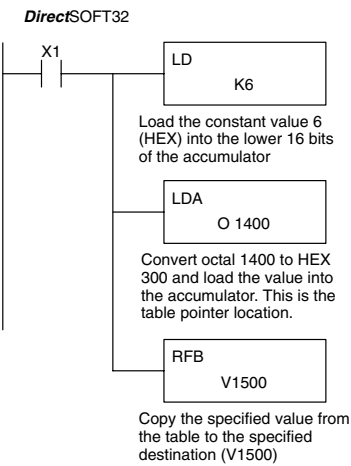 DirectSOFT32
X1
LD
K6
Load the constant value 6
(HEX) into the lower 16 bits
of the accumulator
LDA
O 1400
Convert octal 1400 to HEX
300 and load the value into
the accumulator. This is the
table pointer location.
RFB
V1500
Copy the specified value from
the table to the specified
destination (V1500)